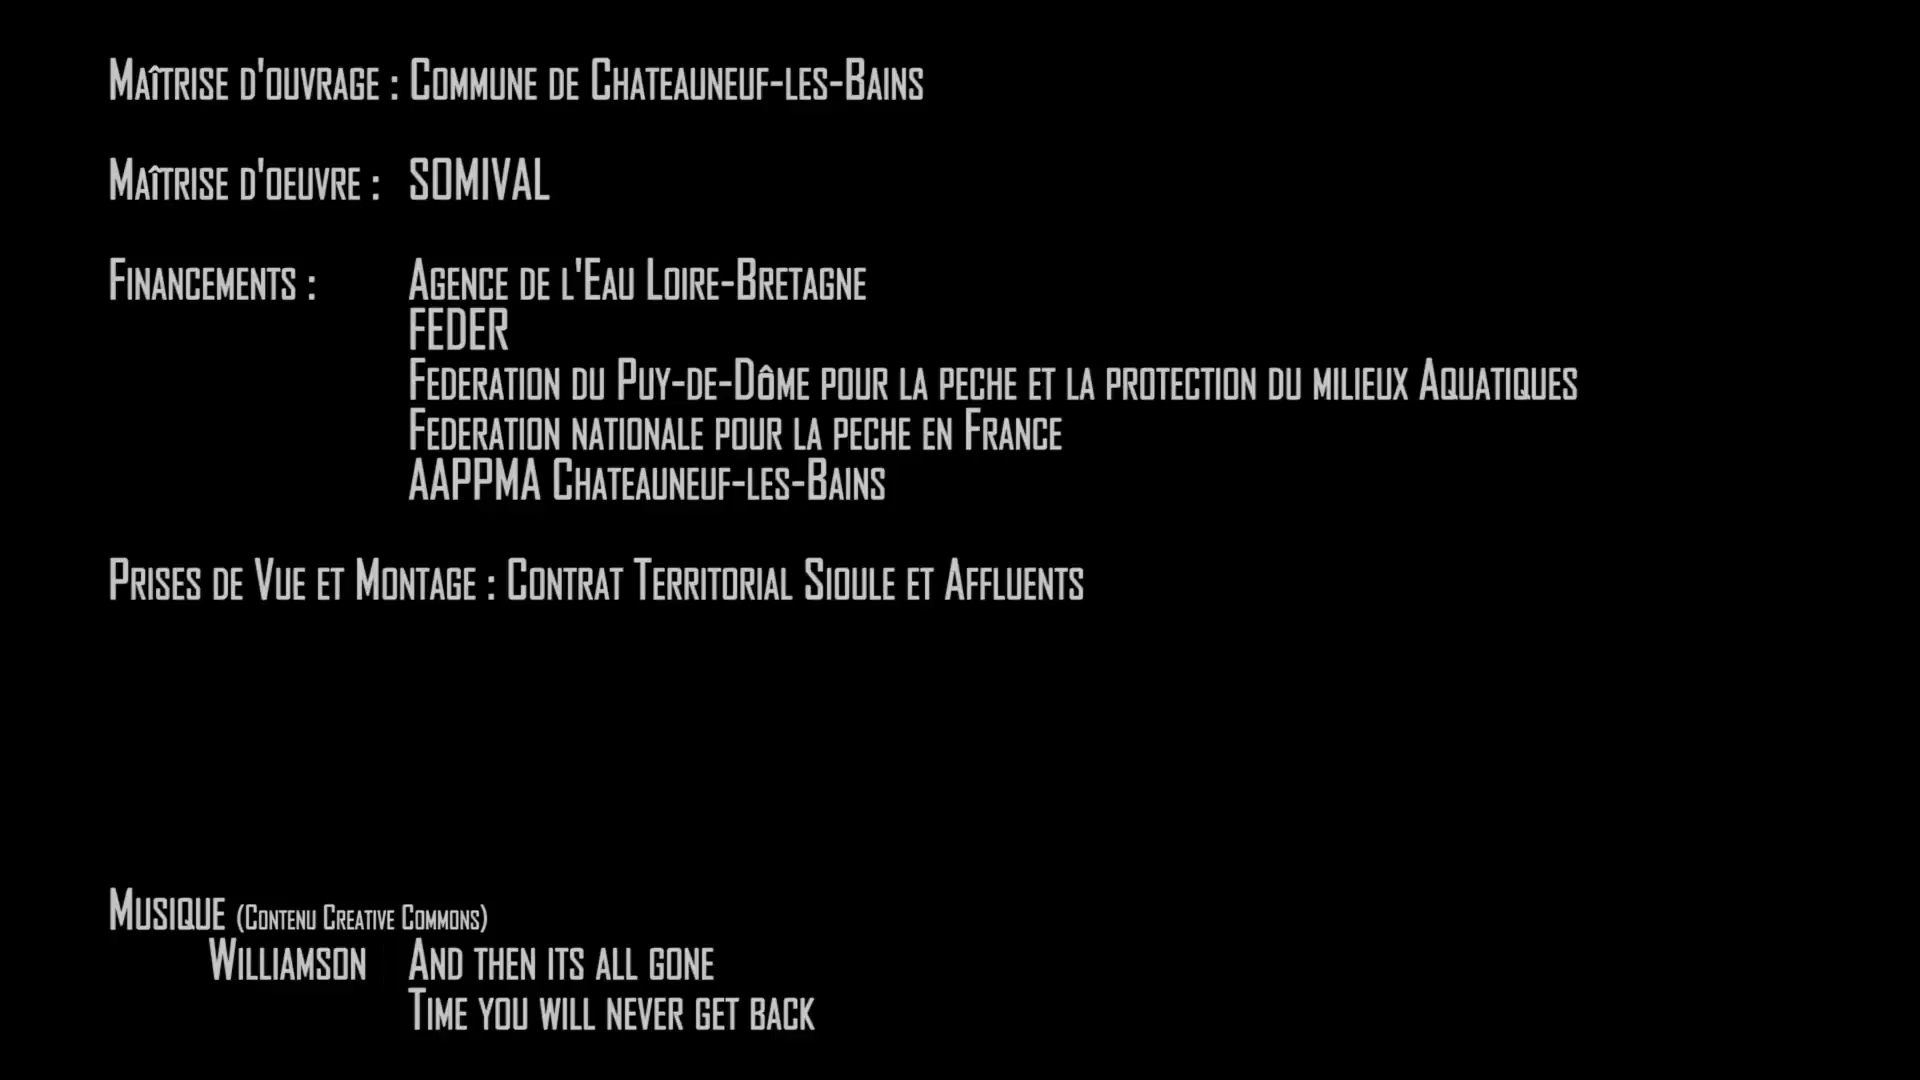 Maîtrise d'ouvrage : Commune de Chateauneuf-les-Bains
Maîtrise d'oeuvre : SOMIVAL
Financements : Agence de l'Eau Loire-Bretagne
FEDER
Federation du Puy-de-Dôme pour la peche et la protection du milieux Aquatiques
Federation nationale pour la peche en France
AAPPMA Chateauneuf-les-Bains
Prises de Vue et Montage : Contrat Territorial Sioule et Affluents
Musique (Contenu Creative Commons)
Williamson And then its all gone
Time you will never get back